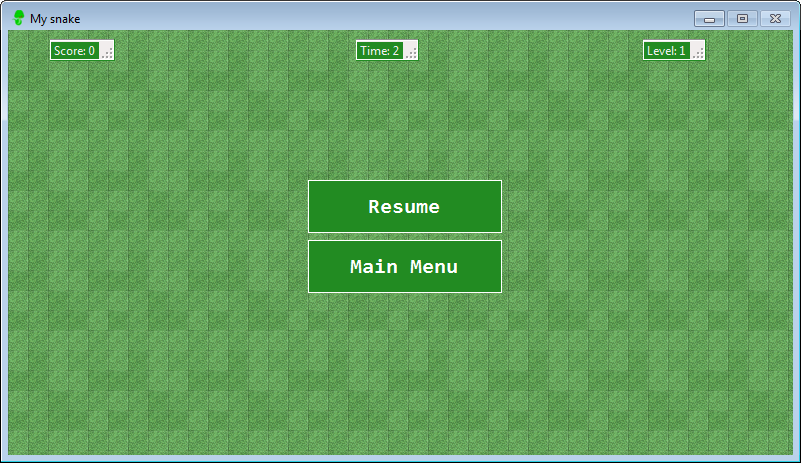 My snake
Score: 0
Time: 2
Level: 1
Resume
Main Menu